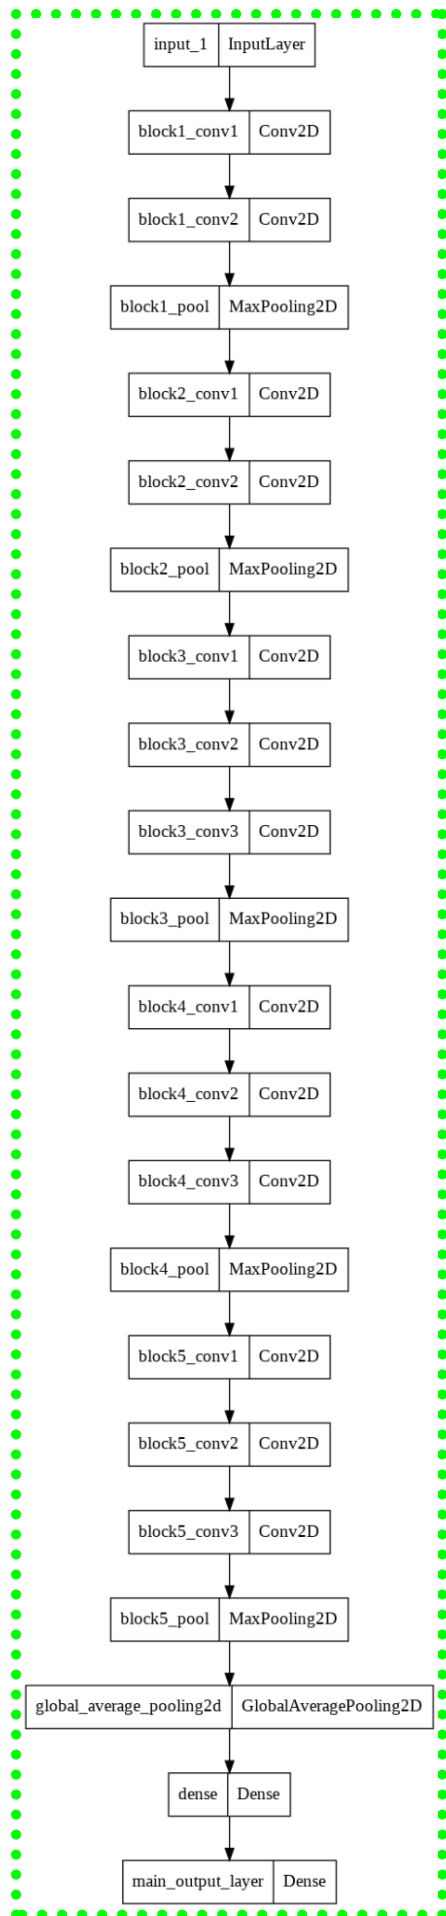 input_1 InputLayer
block1_conv1 Conv2D
block1_conv2 Conv2D
block1_pool MaxPooling2D
block2_conv1 Conv2D
block2_conv2 Conv2D
block2_pool MaxPooling2D
block3_conv1 Conv2D
block3_conv2 Conv2D
block3_conv3 Conv2D
block3_pool MaxPooling2D
block4_conv1 Conv2D
block4_conv2 Conv2D
block4_conv3 Conv2D
block4_pool MaxPooling2D
block5_conv1 Conv2D
block5_conv2 Conv2D
block5_conv3 Conv2D
block5_pool MaxPooling2D
global_average_pooling2d GlobalAveragePooling2D
dense Dense
main_output_layer Dense